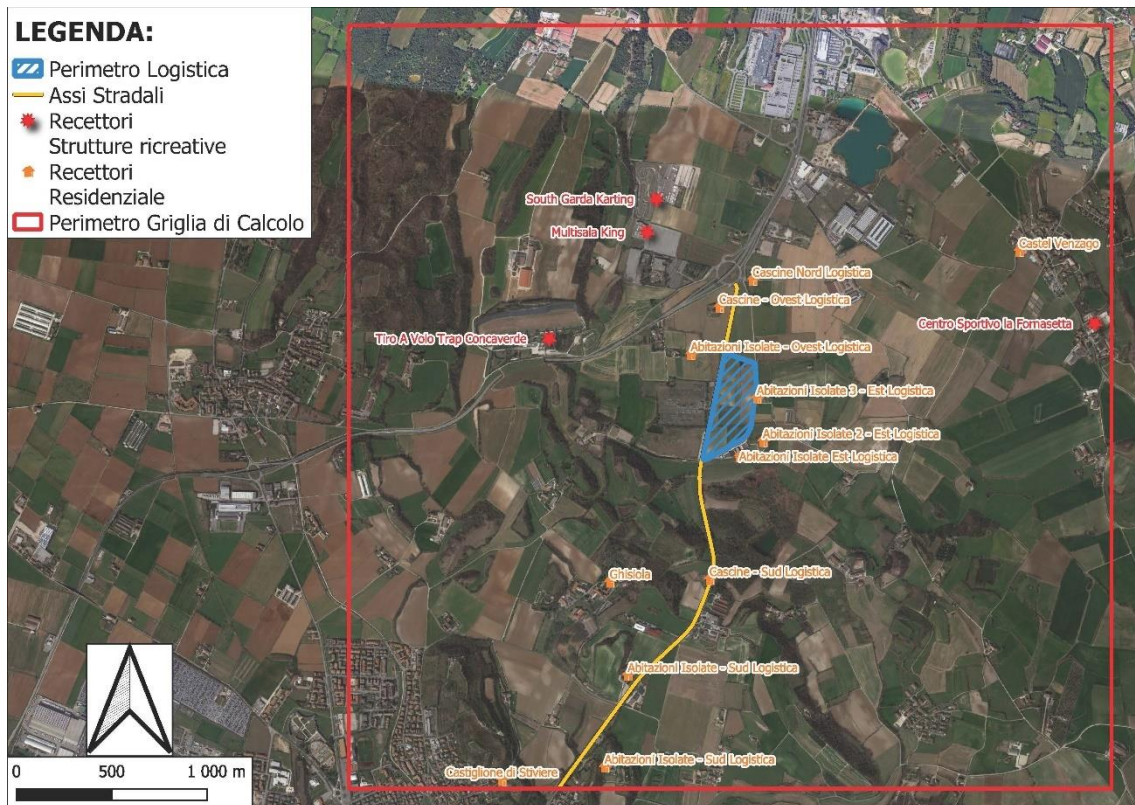 LEGENDA:
Perimetro Logistica
Assi Stradali
Recettori
Strutture ricreative
Recettori
Residenziale
Perimetro Griglia di Calcolo
South Garda Karting
Multisala King
Castel Venzago
Cascine Nord Logistica
Cascine - Ovest Logistica
Centro Sportivo la Fornasetta
Tiro A Volo Trap Concaverde
Abitazioni Isolate - Ovest Logistica
Abitazioni Isolate 3 - Est Logistica
Abitazioni Isolate 2 - Est Logistica
Abitazioni Isolate Est Logistica
Ghisiola
Cascine - Sud Logistica
Abitazioni Isolate - Sud Logistica
Abitazioni Isolate - Sud Logistica
Castiglione di Stiviere
0 500 1 000 m